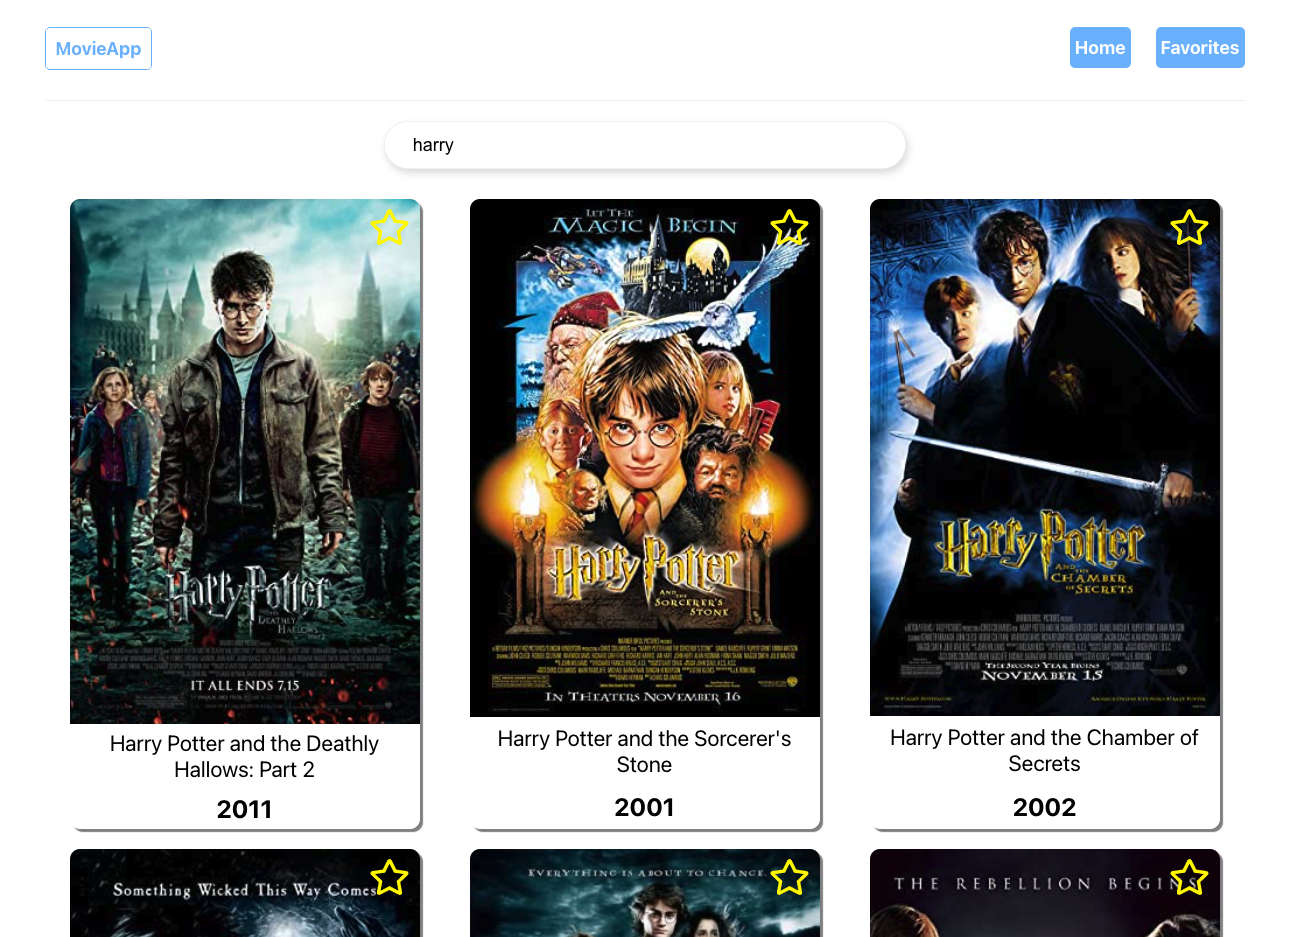 MovieApp
Home
Favorites
harry
HARRY POTTER
DEATHLY
HALLOWS
IT ALL ENDS 7.15
Harry Potter and the Deathly
Hallows: Part 2
2011
LET THE
MAGIC BEGIN
Harry Potter
AND THE
SORCERER'S
STONE
IN THEATERS NOVEMBER 16
Harry Potter and the Sorcerer's
Stone
2001
Harry Potter
AND THE
CHAMBER
OF SECRETS
THE SECOND YEAR BEGINS
NOVEMBER 15
Harry Potter and the Chamber of
Secrets
2002
SOMETHING WICKED THIS WAY COMES
EVERYTHING IS ABOUT TO CHANGE.
THE REBELLION BEGINS